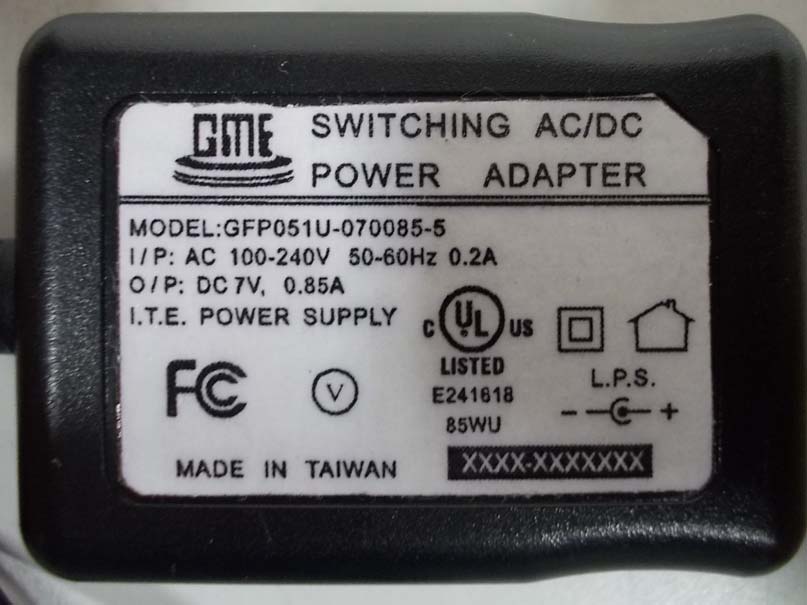 GME
SWITCHING AC/DC
POWER ADAPTER
MODEL:GFP051U-070085-5
I/P: AC 100-240V 50-60Hz 0.2A
O/P: DC 7V, 0.85A
I.T.E. POWER SUPPLY
C UL US
LISTED
E241618
85WU
L.P.S.
- +
FC
V
MADE IN TAIWAN
XXXX-XXXXXXX